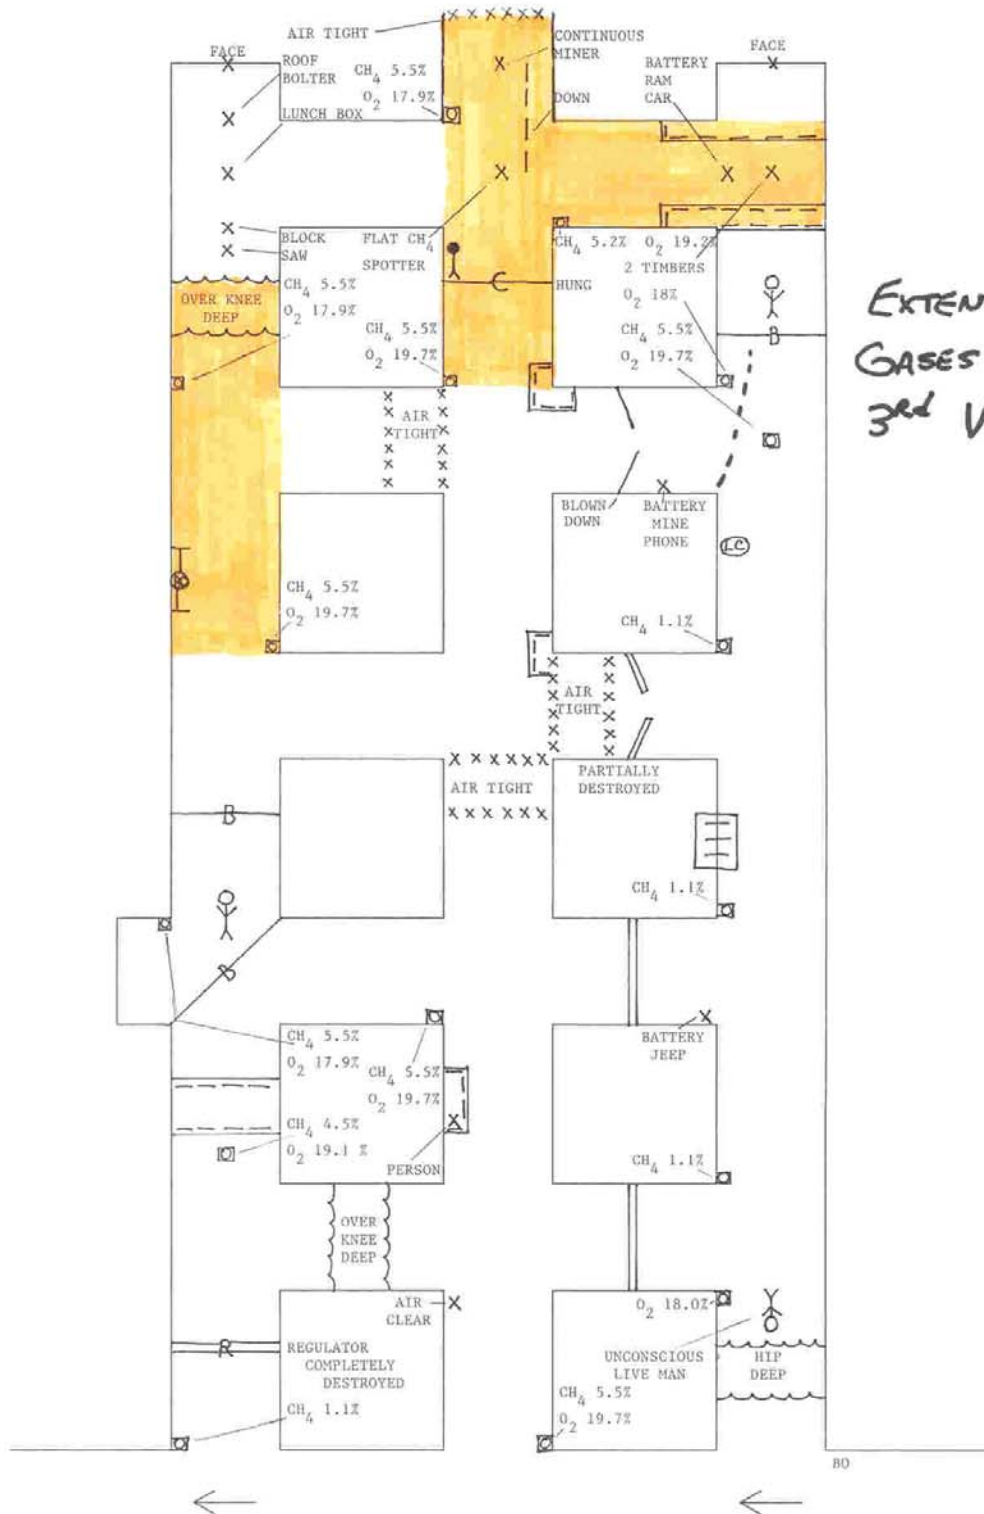 AIR TIGHT
CONTINUOUS
MINER
FACE
ROOF
BOLTER
CH4 5.5%
O2 17.9%
BATTERY
RAM
CAR
FACE
LUNCH BOX
DOWN
BLOCK
SAW
FLAT CH4
SPOTTER
CH4 5.2% O2 19.2%
2 TIMBERS
OVER KNEE
DEEP
CH4 5.5%
O2 17.9%
C
HUNG
O2 18%
EXTEN
GASES
3rd V
CH4 5.5%
O2 19.7%
CH4 5.5%
O2 19.7%
B
AIR
TIGHT
BLOWN
DOWN
BATTERY
MINE
PHONE
LC
CH4 5.5%
O2 19.7%
CH4 1.1%
AIR
TIGHT
PARTIALLY
DESTROYED
AIR TIGHT
B
CH4 1.1%
B
CH4 5.5%
O2 17.9%
CH4 5.5%
O2 19.7%
BATTERY
JEEP
CH4 4.5%
O2 19.1 %
PERSON
CH4 1.1%
OVER
KNEE
DEEP
AIR
CLEAR
O2 18.0%
R
REGULATOR
COMPLETELY
DESTROYED
UNCONSCIOUS
LIVE MAN
HIP
DEEP
CH4 1.1%
CH4 5.5%
O2 19.7%
BO